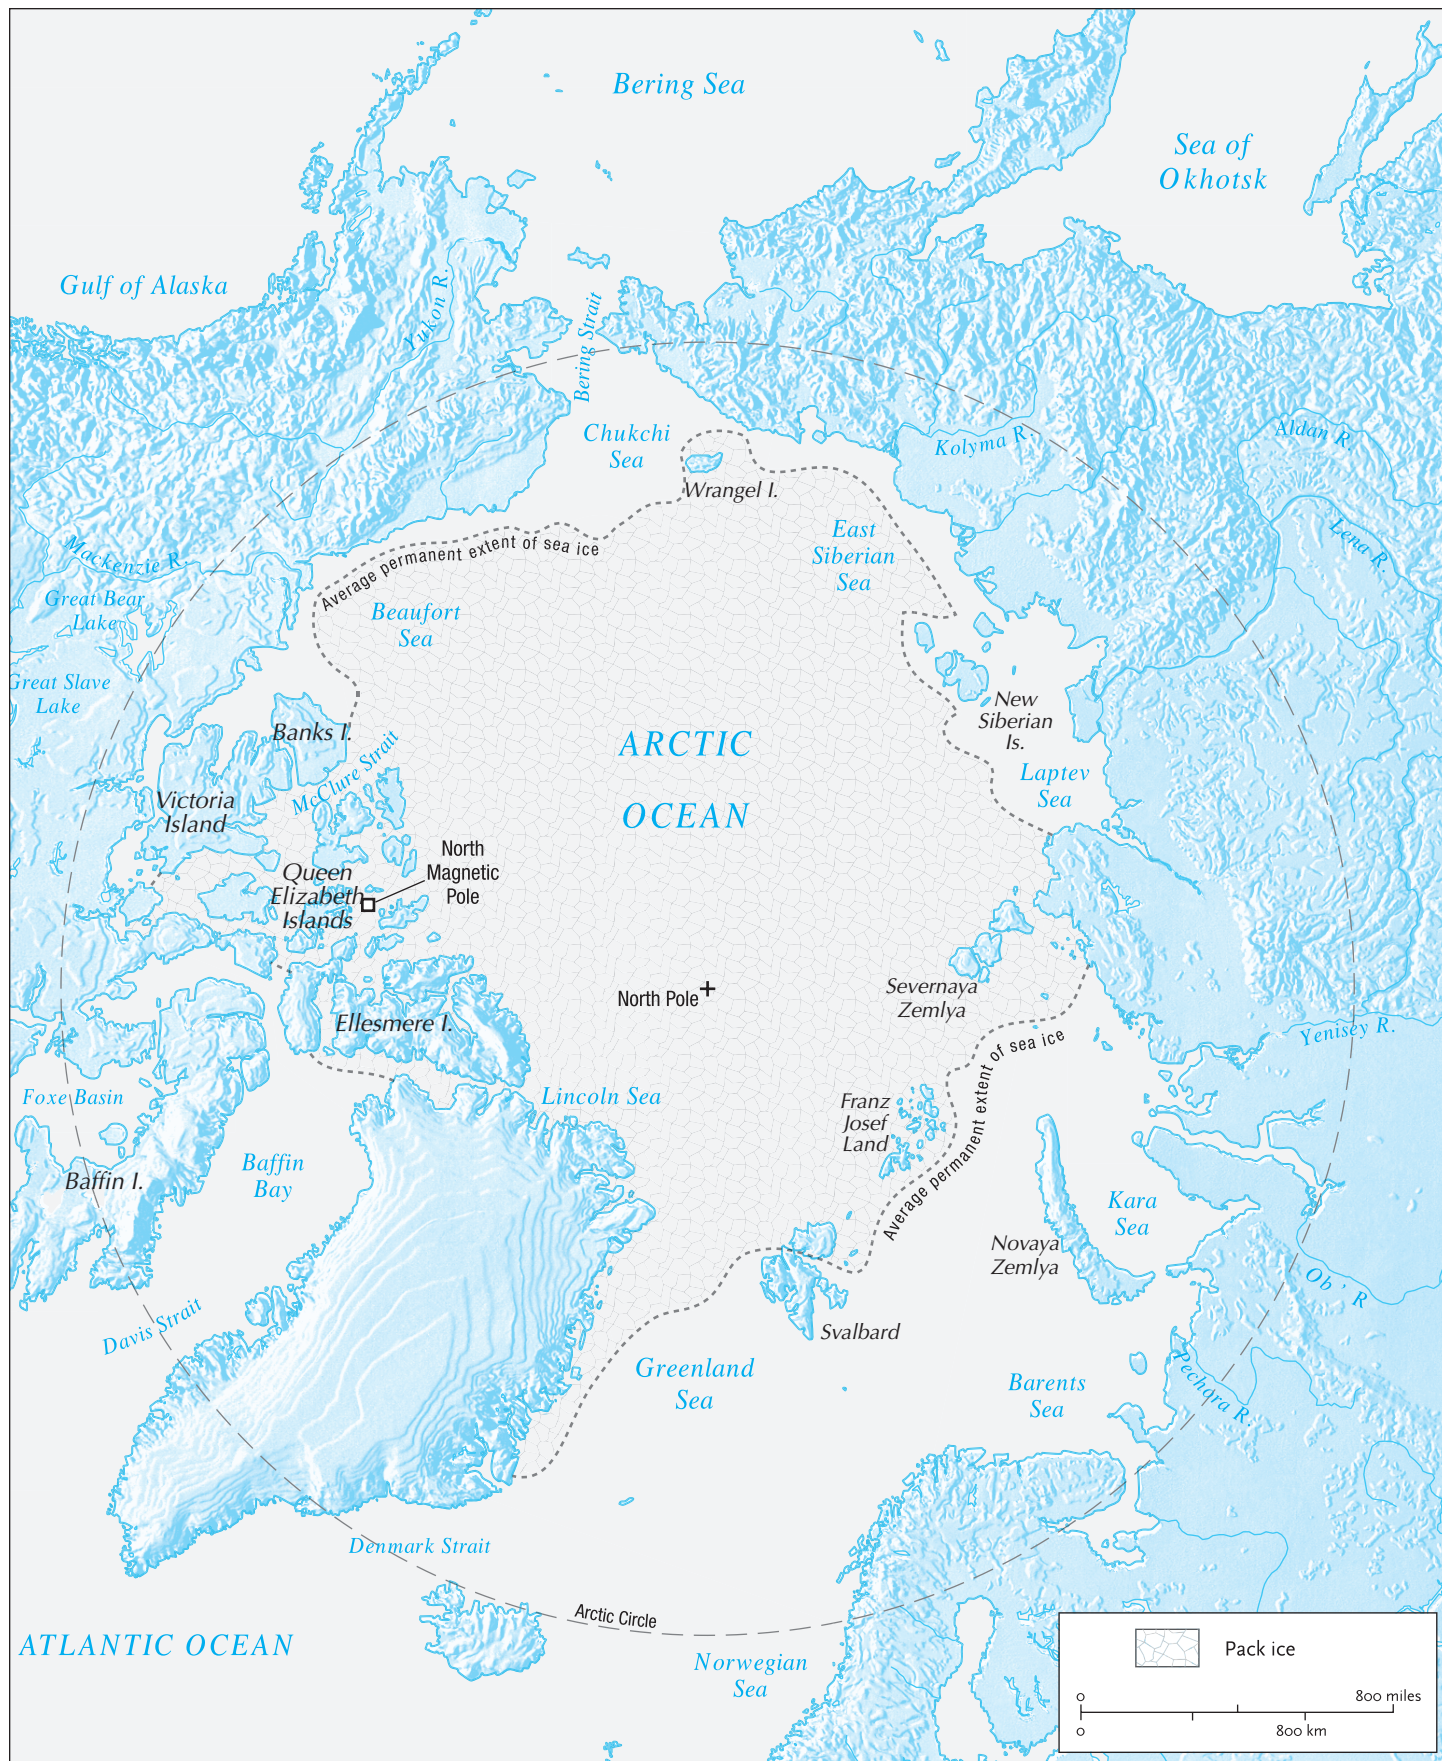 Bering Sea
Sea of
Okhotsk
Gulf of Alaska
Yukon R.
Bering Strait
Chukchi
Sea
Kolyma R.
Aldan R.
Wrangel I.
East
Siberian
Sea
Lena R.
Mackenzie R.
Average permanent extent of sea ice
Great Bear
Lake
Beaufort
Sea
Great Slave
Lake
New
Siberian
Is.
Banks I.
McClure Strait
ARCTIC
OCEAN
Laptev
Sea
Victoria
Island
North
Magnetic
Pole
Queen
Elizabeth
Islands
North Pole
Severnaya
Zemlya
Ellesmere I.
Yenisey R.
Average permanent extent of sea ice
Foxe Basin
Lincoln Sea
Franz
Josef
Land
Baffin I.
Baffin
Bay
Kara
Sea
Novaya
Zemlya
Ob' R
Davis Strait
Svalbard
Greenland
Sea
Barents
Sea
Pechora R.
Denmark Strait
Arctic Circle
ATLANTIC OCEAN
Norwegian
Sea
Pack ice
0
800 miles
0
800 km